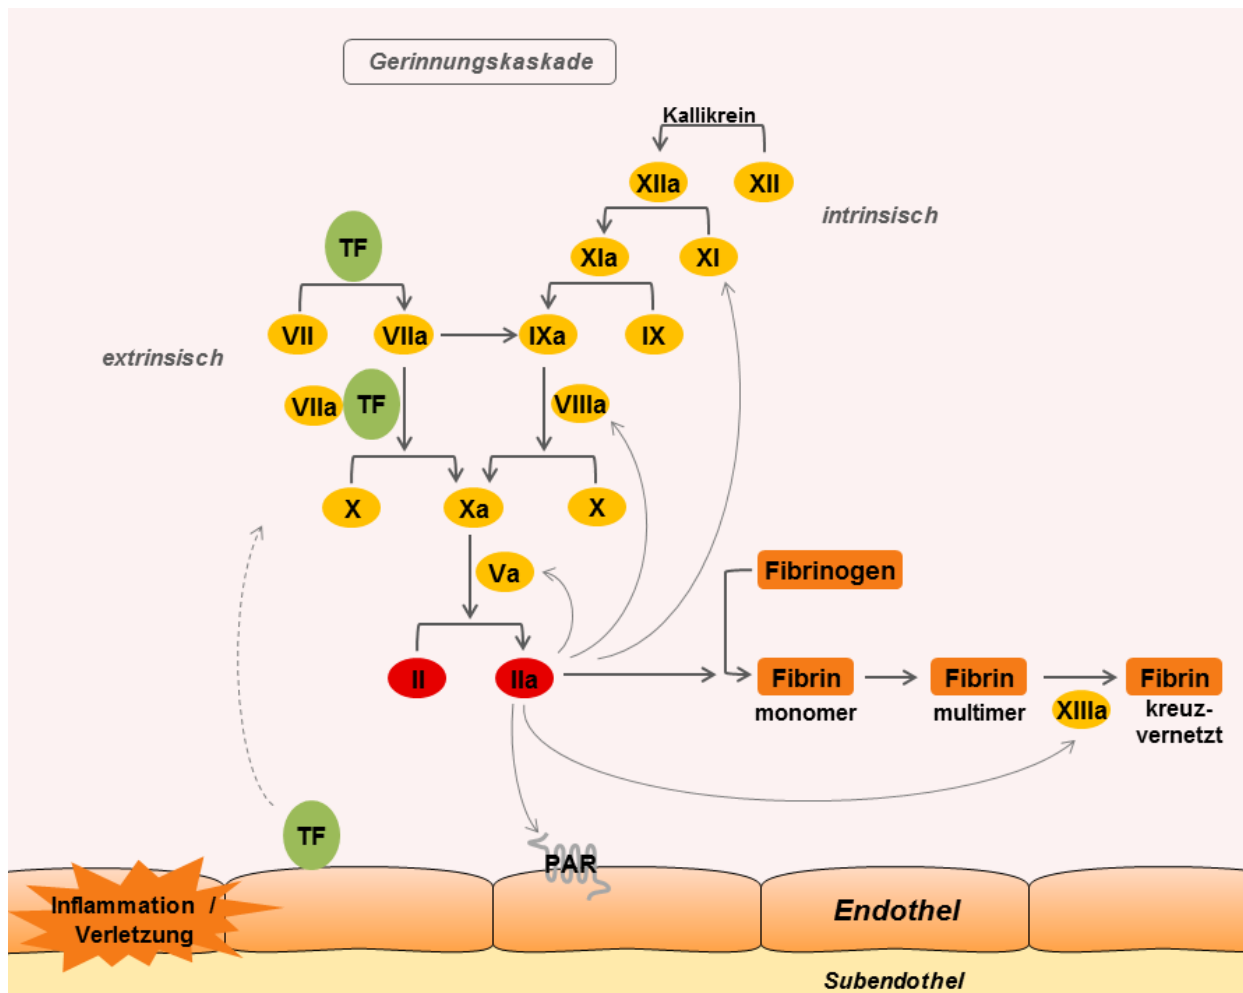 Gerinnungskaskade
Kallikrein
XIIa
XII
intrinsisch
TF
XIa
XI
VII
VIIa
IXa
IX
extrinsisch
VIIa
TF
VIIIa
X
Xa
X
Va
Fibrinogen
II
IIa
Fibrin
monomer
Fibrin
multimer
XIIIa
Fibrin
kreuz-
vernetzt
TF
PAR
Inflammation /
Verletzung
Endothel
Subendothel